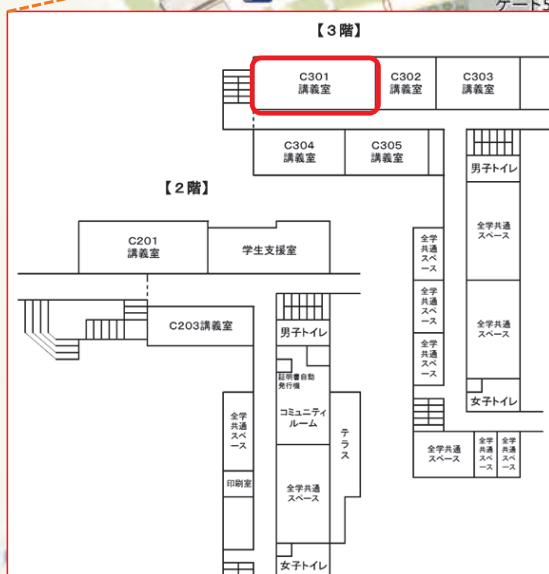 ゲート5
【3階】
C301
講義室
C302
講義室
C303
講義室
C304
講義室
C305
講義室
男子トイレ
全学共通
スペース
全学
共通
スペ
ース
全学
共通
スペ
ース
全学共通
スペース
全学
共通
スペ
ース
女子トイレ
全学共通
スペース
全学
共通
スペ
ース
全学
共通
スペ
ース
【2階】
C201
講義室
学生支援室
C203講義室
男子トイレ
証明書自動
発行機
コミュニティ
ルーム
テラス
全学
共通
スペ
ース
印刷室
全学共通
スペース
女子トイレ